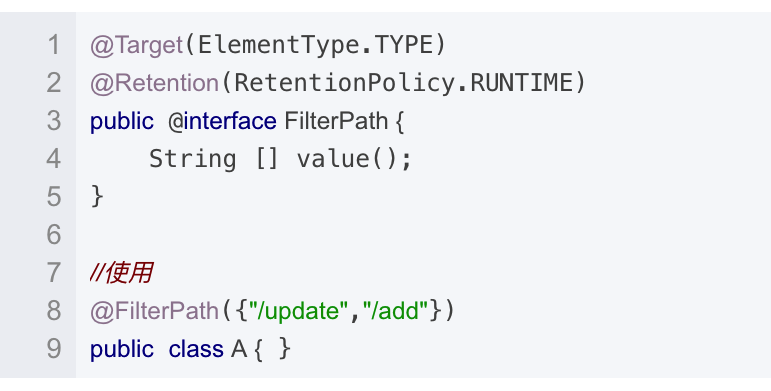 1 @Target(ElementType.TYPE)
2 @Retention(RetentionPolicy.RUNTIME)
3 public @interface FilterPath {
4     String [] value();
5 }
6
7 //使用
8 @FilterPath({"/update","/add"})
9 public class A { }